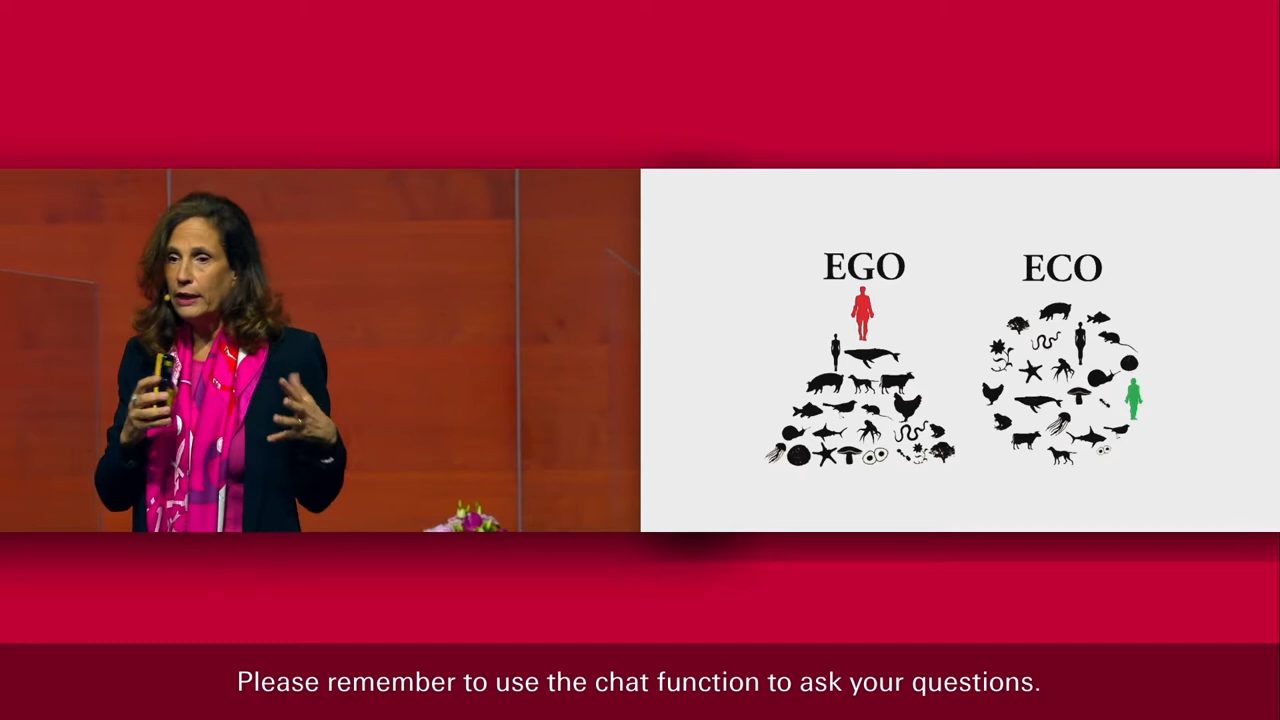 EGO
ECO
Please remember to use the chat function to ask your questions.